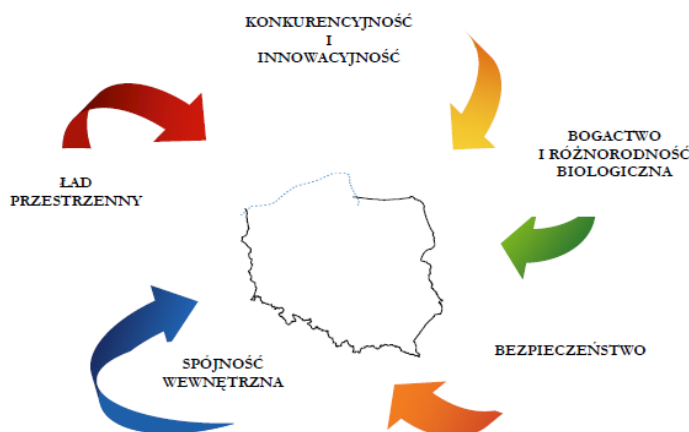 KONKURENCYJNOŚĆ
I
INNOWACYJNOŚĆ
BOGACTWO
I RÓŻNORODNOŚĆ
BIOLOGICZNA
ŁAD
PRZESTRZENNY
BEZPIECZEŃSTWO
SPÓJNOŚĆ
WEWNĘTRZNA